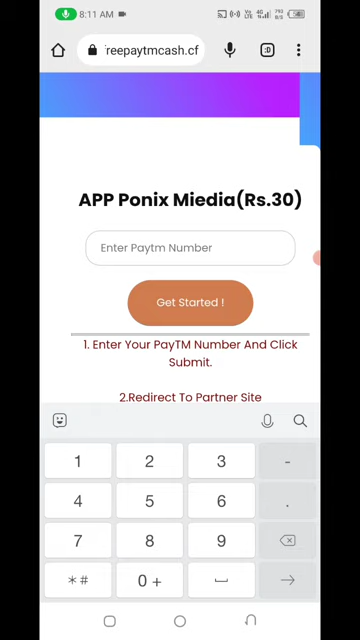 8:11 AM
freepaytmcash.cf
:D
APP Ponix Miedia(Rs.30)
Enter Paytm Number
Get Started !
1. Enter Your PayTM Number And Click
Submit.
2.Redirect To Partner Site
1 2 3 -
4 5 6 .
7 8 9
*# 0 +